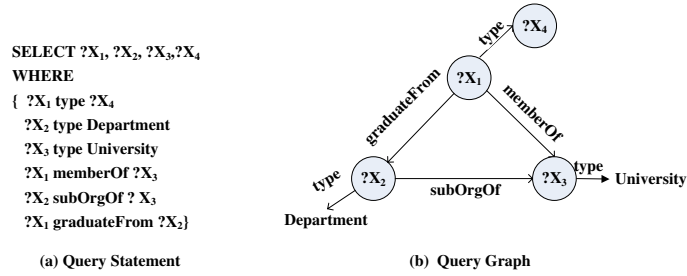 SELECT ?X1, ?X2, ?X3,?X4
WHERE
{ ?X1 type ?X4
?X2 type Department
?X3 type University
?X1 memberOf ?X3
?X2 subOrgOf ? X3
?X1 graduateFrom ?X2}
(a) Query Statement
?X4
type
?X1
graduateFrom
memberOf
?X2
subOrgOf
?X3
type
University
type
Department
(b) Query Graph